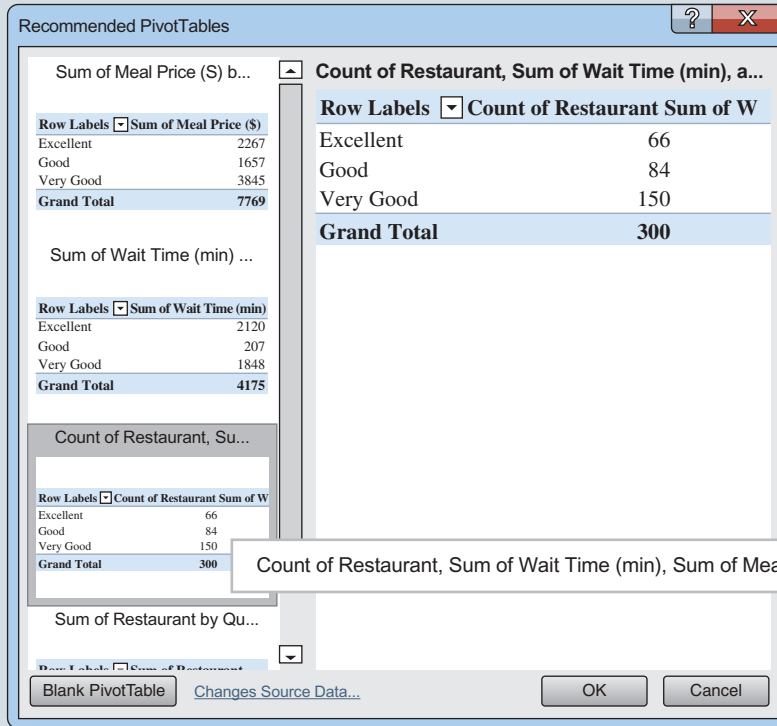 Recommended PivotTables
? X
Sum of Meal Price (S) b...
Row Labels Sum of Meal Price ($)
Excellent 2267
Good 1657
Very Good 3845
Grand Total 7769
Sum of Wait Time (min) ...
Row Labels Sum of Wait Time (min)
Excellent 2120
Good 207
Very Good 1848
Grand Total 4175
Count of Restaurant, Su...
Row Labels Count of Restaurant Sum of W
Excellent 66
Good 84
Very Good 150
Grand Total 300
Sum of Restaurant by Qu...
Row Labels Sum of Restaurant
Count of Restaurant, Sum of Wait Time (min), a...
Row Labels Count of Restaurant Sum of W
Excellent 66
Good 84
Very Good 150
Grand Total 300
Count of Restaurant, Sum of Wait Time (min), Sum of Mea
Blank PivotTable Changes Source Data... OK Cancel